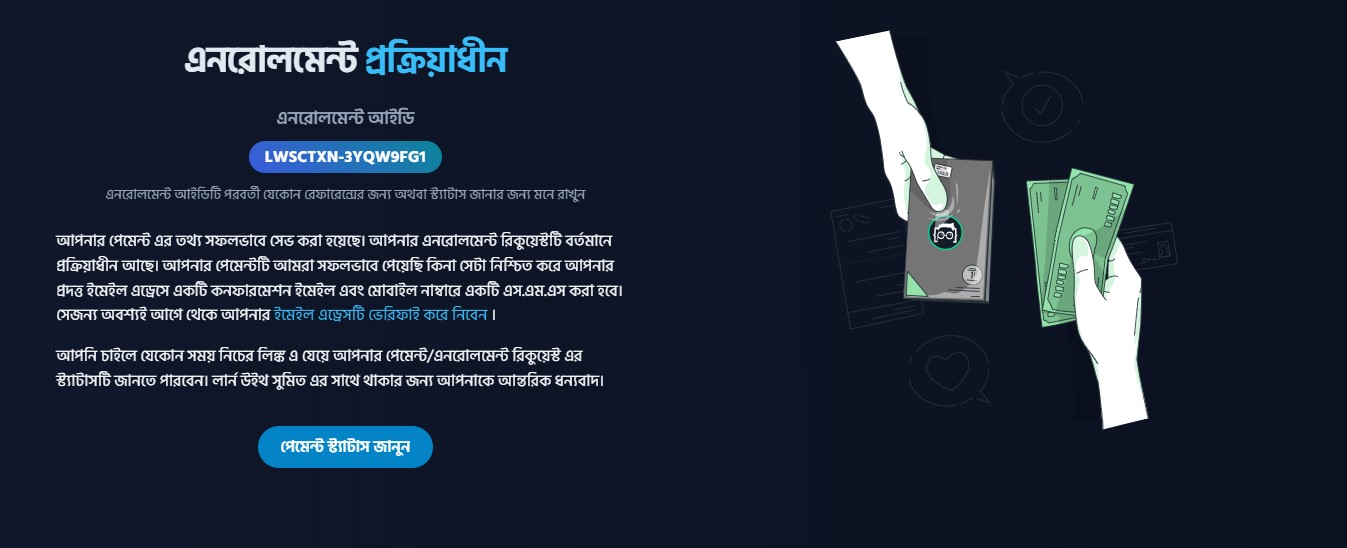 এনরোলমেন্ট প্রক্রিয়াধীন
এনরোলমেন্ট আইডি
LWSCTXN-3YQW9FG1
এনরোলমেন্ট আইডিটি পরবর্তী যেকোন রেফারেন্সের জন্য অথবা স্ট্যাটাস জানার জন্য মনে রাখুন
আপনার পেমেন্ট এর তথ্য সফলভাবে সেভ করা হয়েছে। আপনার এনরোলমেন্ট রিকুয়েস্টটি বর্তমানে
প্রক্রিয়াধীন আছে। আপনার পেমেন্টটি আমরা সফলভাবে পেয়েছি কিনা সেটা নিশ্চিত করে আপনার
প্রদত্ত ইমেইল এড্রেসে একটি কনফারমেশন ইমেইল এবং মোবাইল নাম্বারে একটি এস.এম.এস করা হবে।
সেজন্য অবশ্যই আগে থেকে আপনার ইমেইল এড্রেসটি ভেরিফাই করে নিবেন ।
আপনি চাইলে যেকোন সময় নিচের লিঙ্ক এ যেয়ে আপনার পেমেন্ট/এনরোলমেন্ট রিকুয়েস্ট এর
স্ট্যাটাসটি জানতে পারবেন। লার্ন উইথ সুমিত এর সাথে থাকার জন্য আপনাকে আন্তরিক ধন্যবাদ।
পেমেন্ট স্ট্যাটাস জানুন